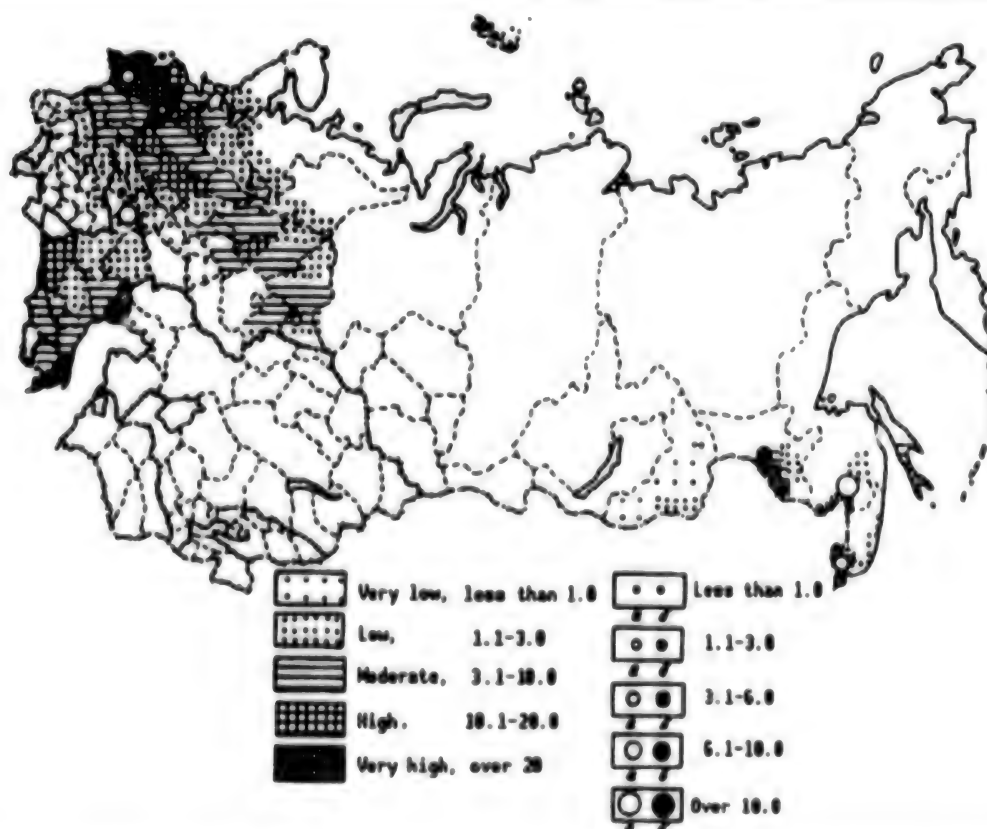 Very low, less than 1.0
Low, 1.1-3.0
Moderate, 3.1-10.0
High. 10.1-20.0
Very high, over 20
Less than 1.0
1.1-3.0
3.1-6.0
6.1-10.0
Over 10.0